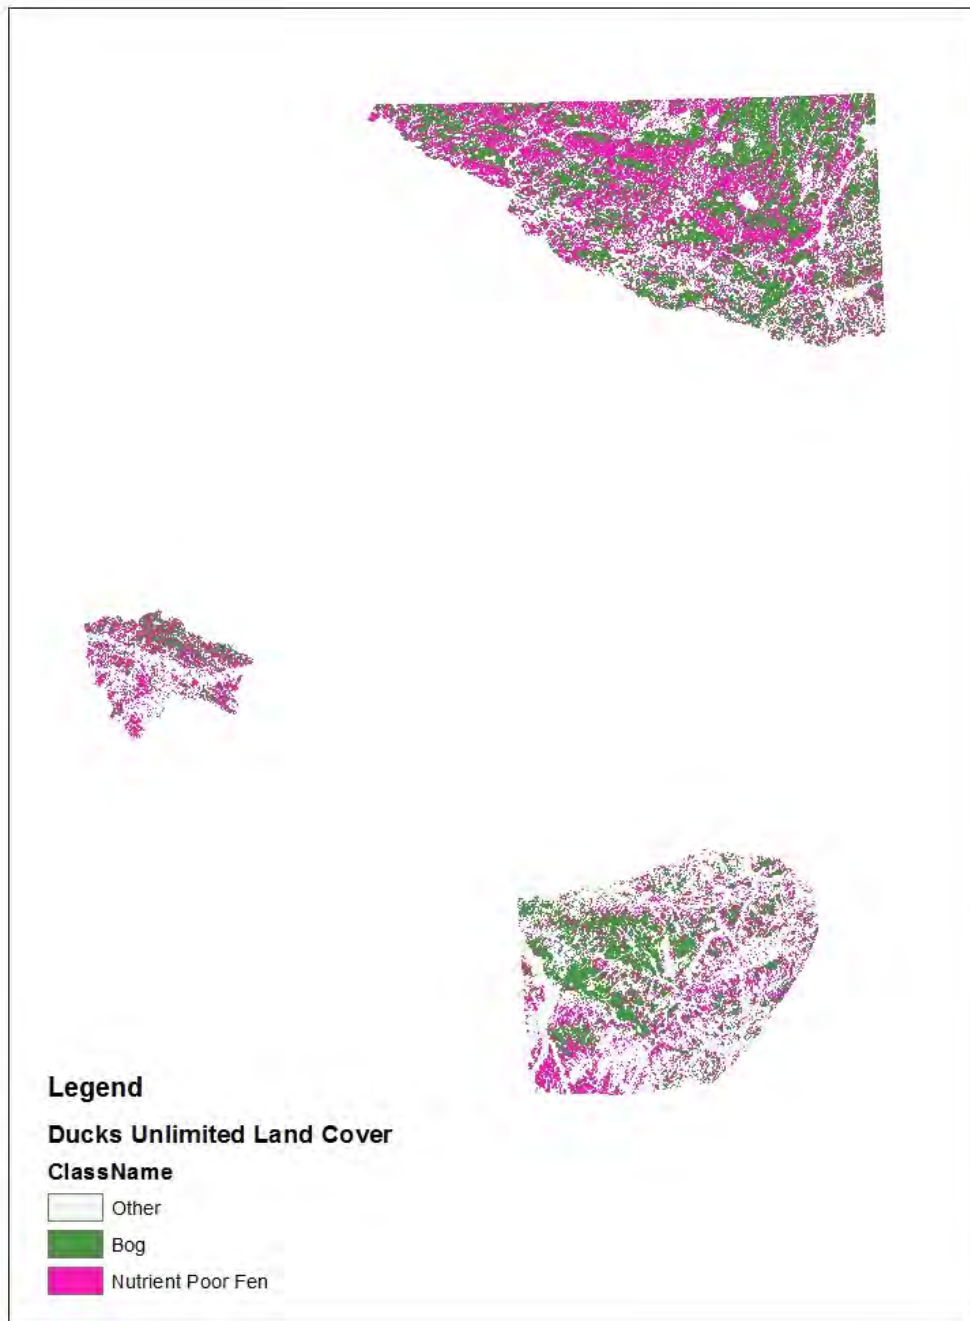 Legend
Ducks Unlimited Land Cover
ClassName
Other
Bog
Nutrient Poor Fen